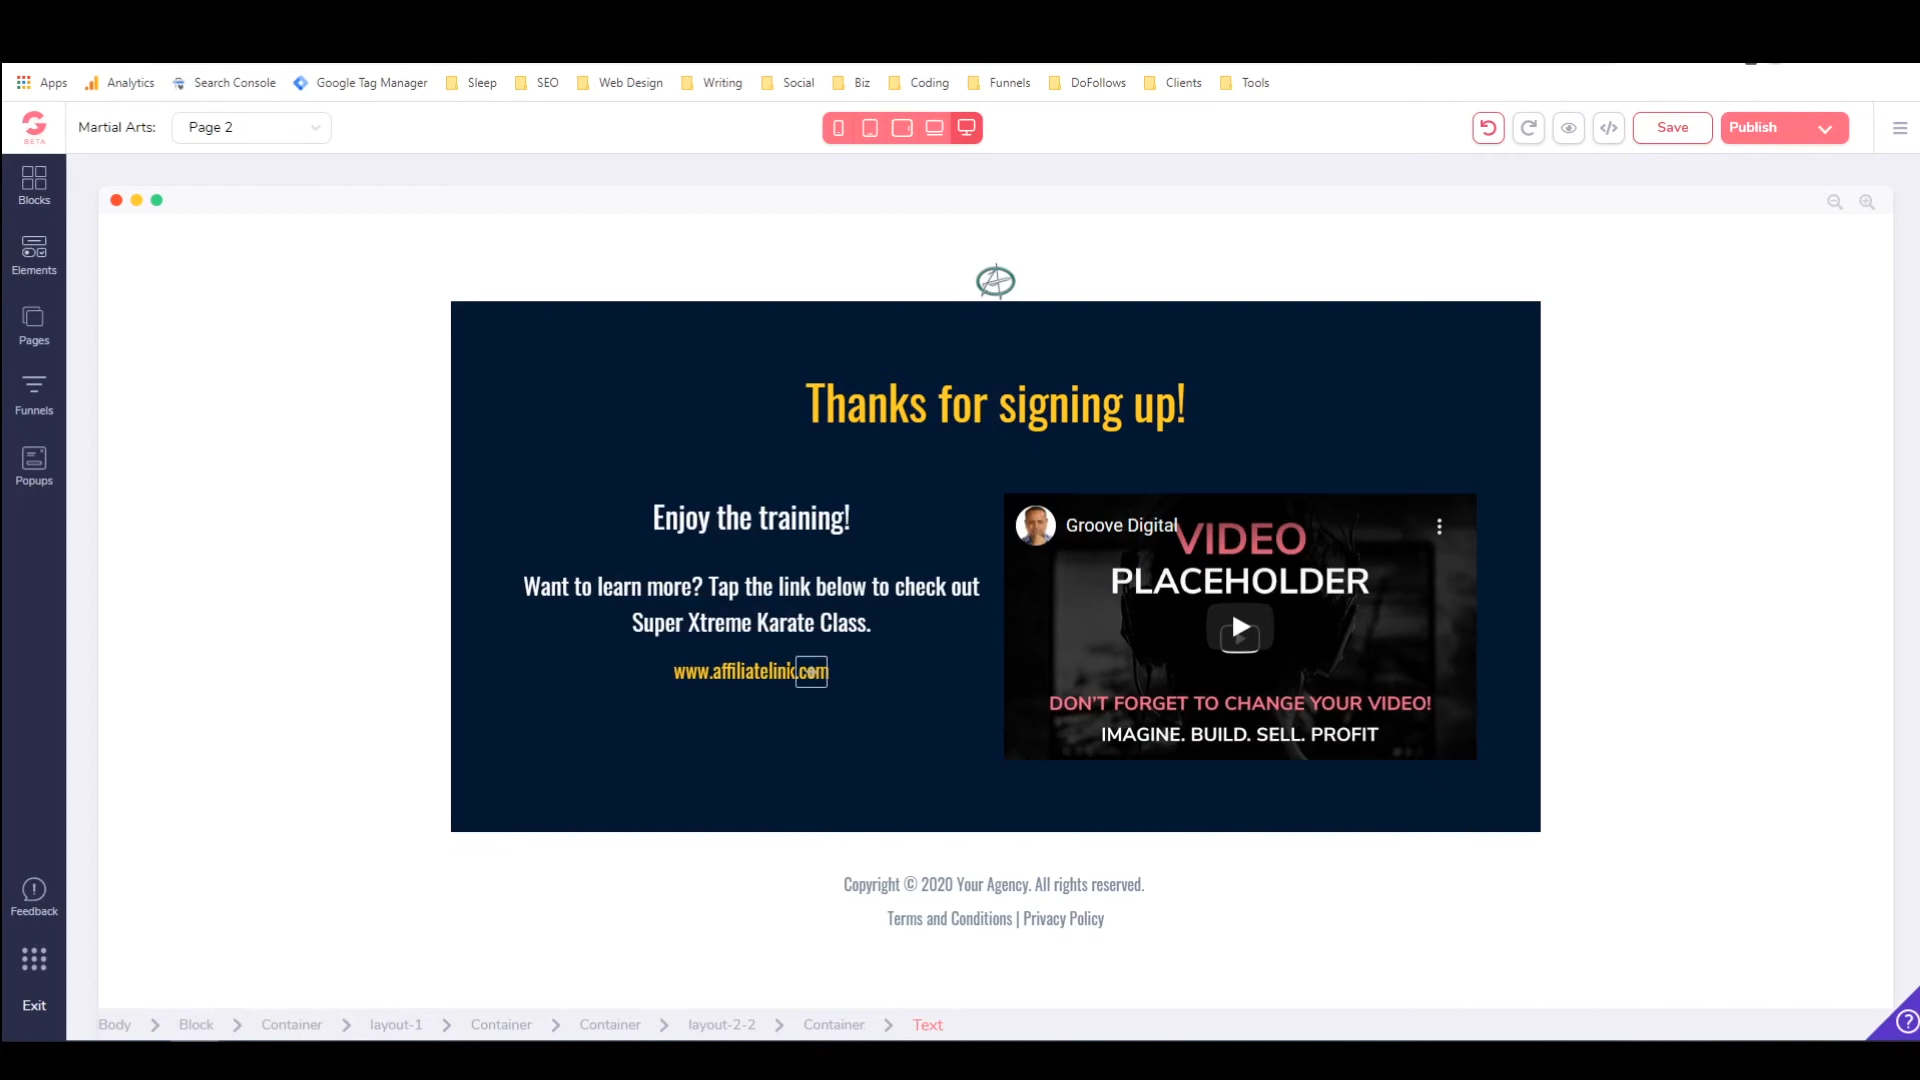 Apps Analytics Search Console Google Tag Manager Sleep SEO Web Design Writing Social Biz Coding Funnels DoFollows Clients Tools
BETA
Martial Arts: Page 2
Save Publish
Blocks
Elements
Pages
Funnels
Popups
Thanks for signing up!
Enjoy the training!
Want to learn more? Tap the link below to check out
Super Xtreme Karate Class.
www.affiliatelink.com
Groove Digital
VIDEO
PLACEHOLDER
DON'T FORGET TO CHANGE YOUR VIDEO!
IMAGINE. BUILD. SELL. PROFIT
Copyright © 2020 Your Agency. All rights reserved.
Terms and Conditions | Privacy Policy
Feedback
Exit
Body Block Container layout-1 Container Container layout-2-2 Container Text